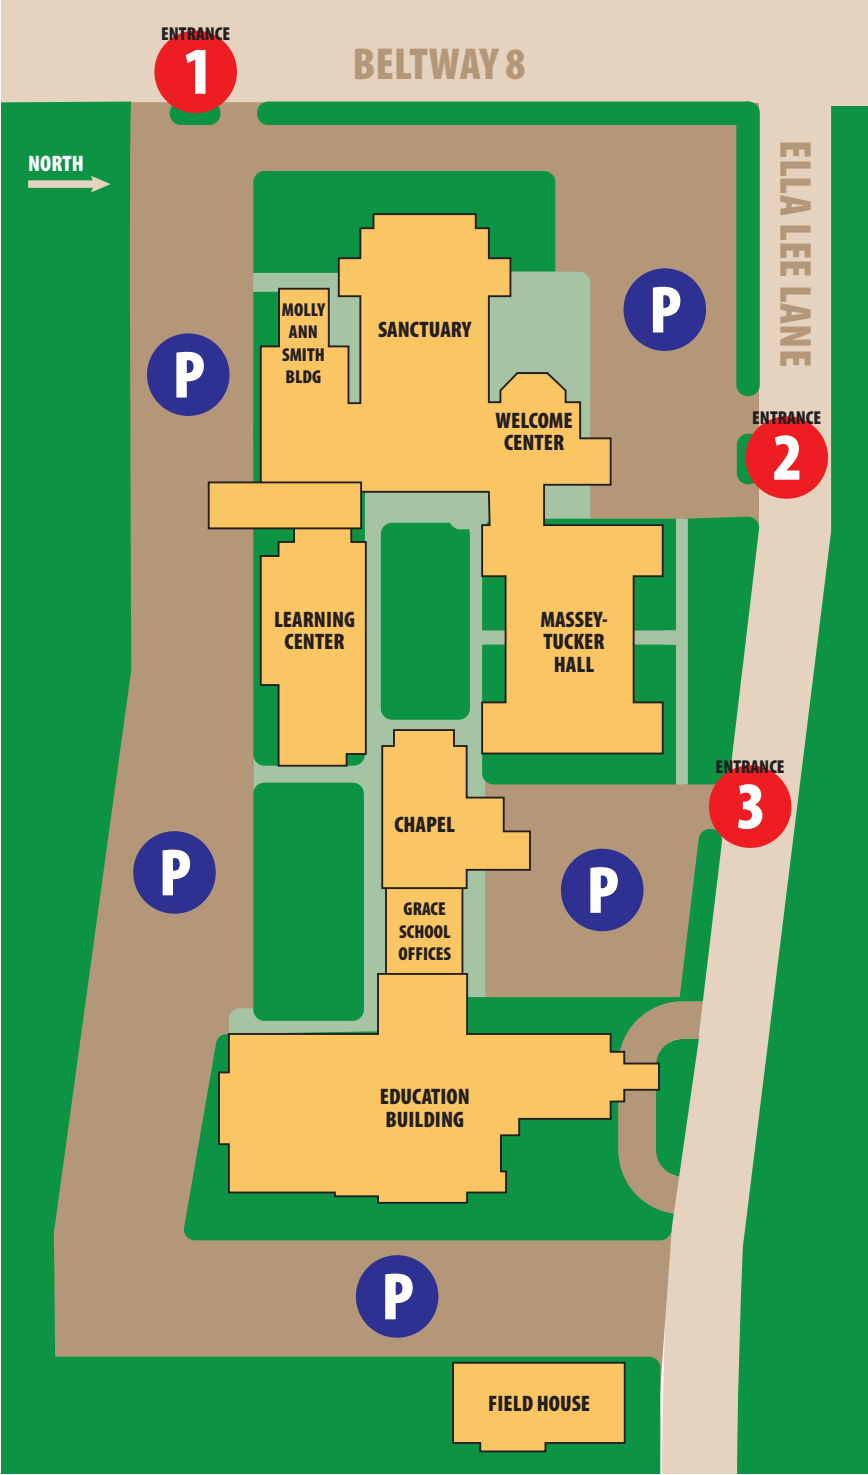 ENTRANCE
1
BELTWAY 8
NORTH
ELLA LEE LANE
P
P
MOLLY
ANN
SMITH
BLDG
SANCTUARY
WELCOME
CENTER
ENTRANCE
2
LEARNING
CENTER
MASSEY-
TUCKER
HALL
ENTRANCE
3
CHAPEL
P
P
GRACE
SCHOOL
OFFICES
EDUCATION
BUILDING
P
FIELD HOUSE